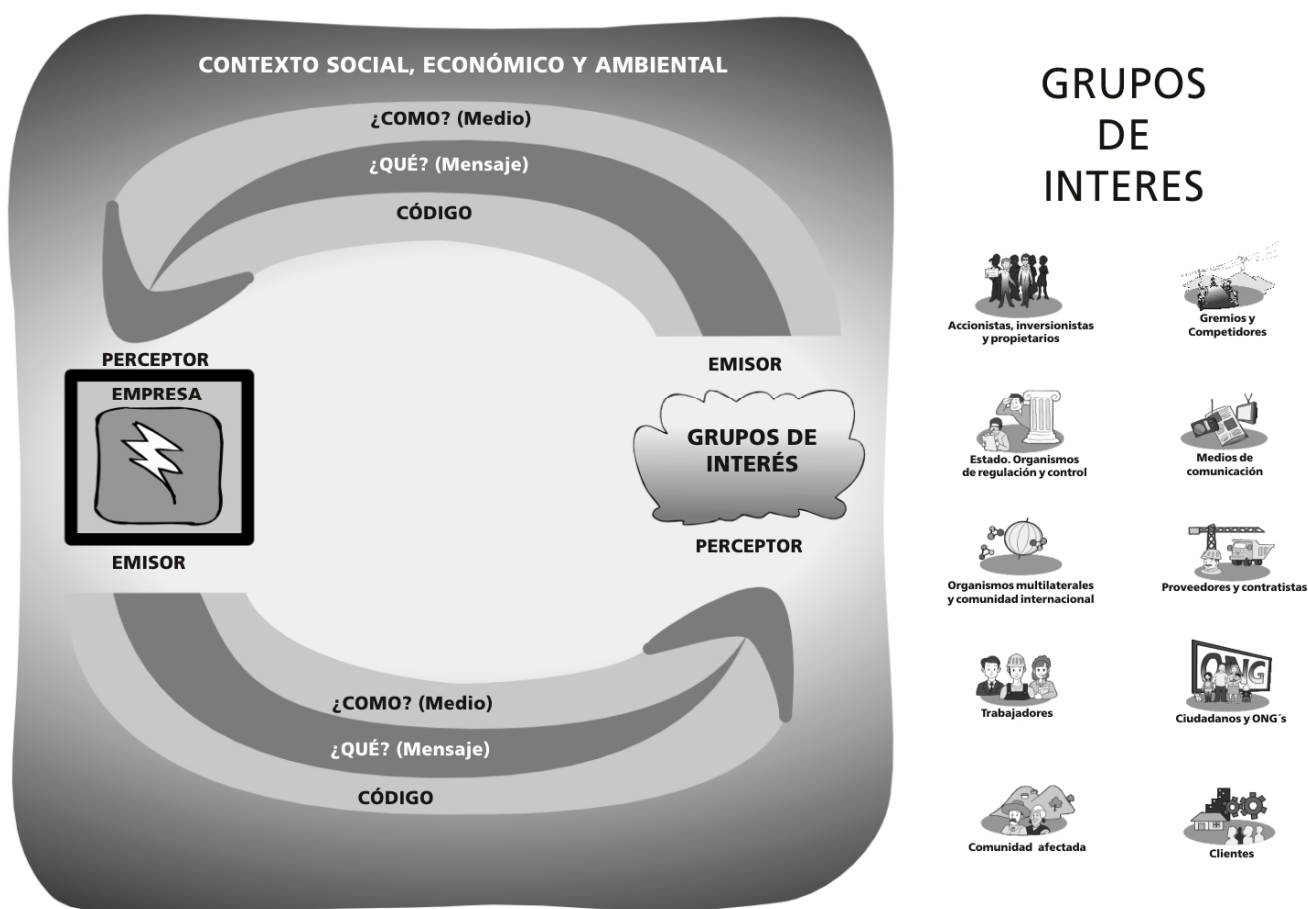 CONTEXTO SOCIAL, ECONÓMICO Y AMBIENTAL
¿COMO? (Medio)
¿QUÉ? (Mensaje)
CÓDIGO
PERCEPTOR
EMPRESA
EMISOR
EMISOR
GRUPOS DE
INTERÉS
PERCEPTOR
¿COMO? (Medio)
¿QUÉ? (Mensaje)
CÓDIGO
GRUPOS
DE
INTERES
Accionistas, inversionistas
y propietarios
Gremios y
Competidores
Estado. Organismos
de regulación y control
Medios de
comunicación
Organismos multilaterales
y comunidad internacional
Proveedores y contratistas
Trabajadores
ONG
Ciudadanos y ONG´s
Comunidad afectada
Clientes